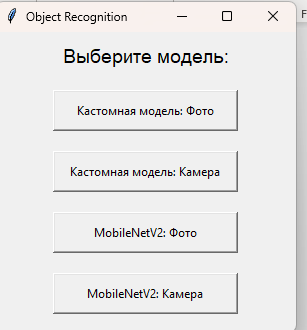 Object Recognition
F
Выберите модель:
Кастомная модель: Фото
Кастомная модель: Камера
MobileNetV2: Фото
MobileNetV2: Камера